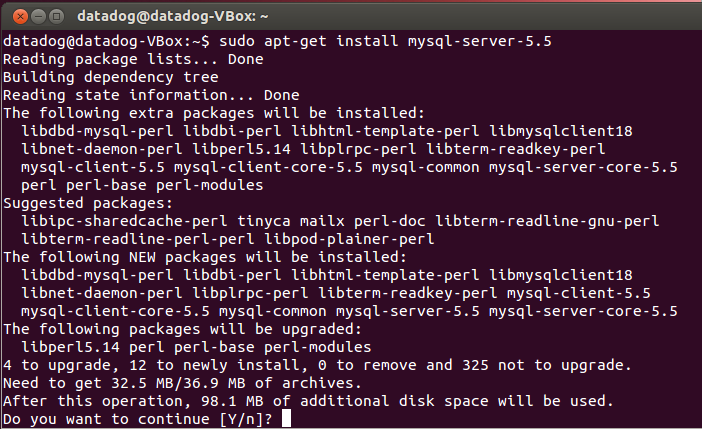 datadog@datadog-VBox: ~
datadog@datadog-VBox:~$ sudo apt-get install mysql-server-5.5
Reading package lists... Done
Building dependency tree
Reading state information... Done
The following extra packages will be installed:
  libdbd-mysql-perl libdbi-perl libhtml-template-perl libmysqlclient18
  libnet-daemon-perl libperl5.14 libplrpc-perl libterm-readkey-perl
  mysql-client-5.5 mysql-client-core-5.5 mysql-common mysql-server-core-5.5
  perl perl-base perl-modules
Suggested packages:
  libipc-sharedcache-perl tinyca mailx perl-doc libterm-readline-gnu-perl
  libterm-readline-perl-perl libpod-plainer-perl
The following NEW packages will be installed:
  libdbd-mysql-perl libdbi-perl libhtml-template-perl libmysqlclient18
  libnet-daemon-perl libplrpc-perl libterm-readkey-perl mysql-client-5.5
  mysql-client-core-5.5 mysql-common mysql-server-5.5 mysql-server-core-5.5
The following packages will be upgraded:
  libperl5.14 perl perl-base perl-modules
4 to upgrade, 12 to newly install, 0 to remove and 325 not to upgrade.
Need to get 32.5 MB/36.9 MB of archives.
After this operation, 98.1 MB of additional disk space will be used.
Do you want to continue [Y/n]?